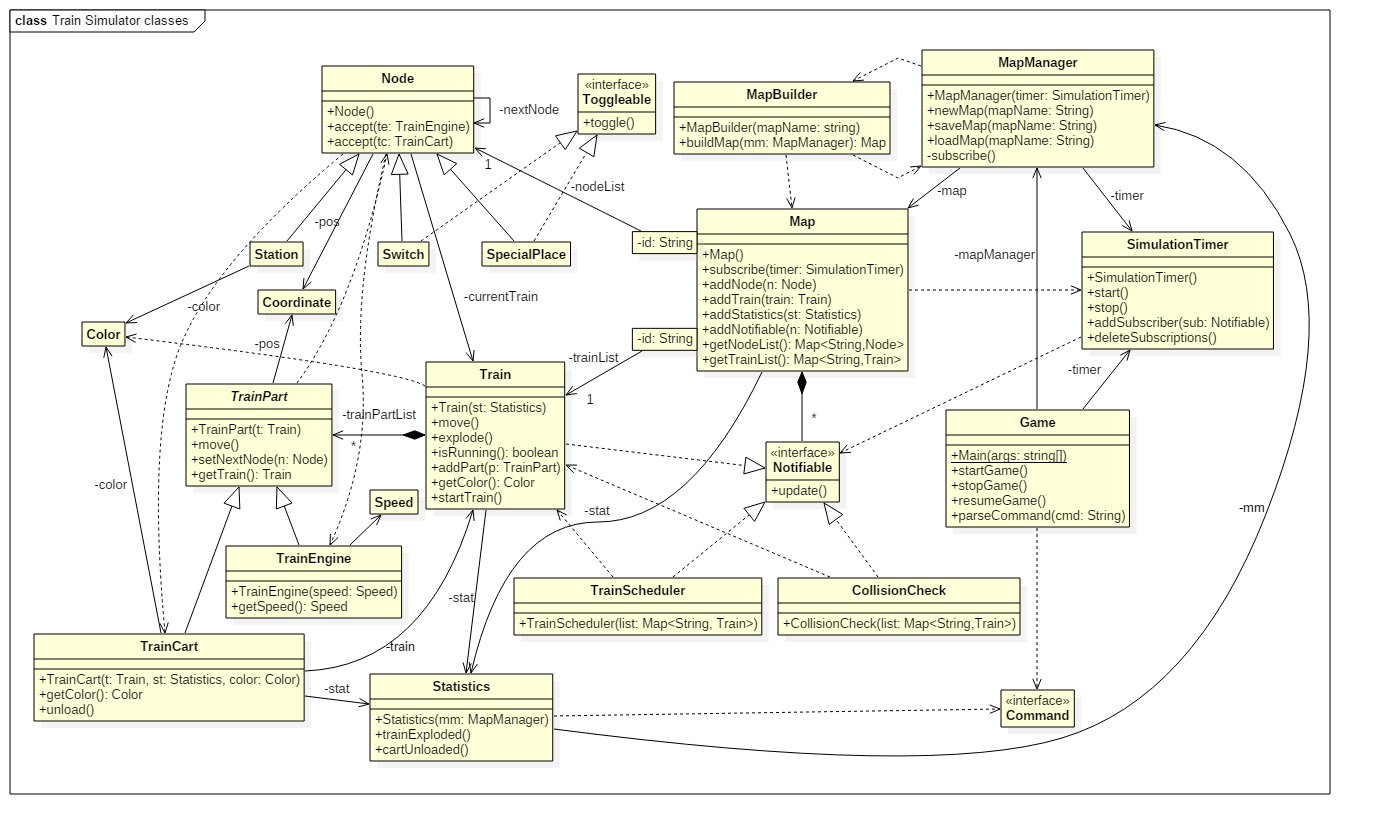 class Train Simulator classes
Node
+Node()
+accept(te: TrainEngine)
+accept(tc: TrainCart)
-nextNode
«interface»
Toggleable
+toggle()
MapBuilder
+MapBuilder(mapName: string)
+buildMap(mm: MapManager): Map
MapManager
+MapManager(timer: SimulationTimer)
+newMap(mapName: String)
+saveMap(mapName: String)
+loadMap(mapName: String)
-subscribe()
1
-nodeList
-map
-timer
-pos
Station
Switch
SpecialPlace
-id: String
Map
+Map()
+subscribe(timer: SimulationTimer)
+addNode(n: Node)
+addTrain(train: Train)
+addStatistics(st: Statistics)
+addNotifiable(n: Notifiable)
+getNodeList(): Map<String,Node>
+getTrainList(): Map<String,Train>
-mapManager
SimulationTimer
+SimulationTimer()
+start()
+stop()
+addSubscriber(sub: Notifiable)
+deleteSubscriptions()
Coordinate
-color
-currentTrain
Color
-pos
-id: String
-trainList
1
-timer
TrainPart
+TrainPart(t: Train)
+move()
+setNextNode(n: Node)
+getTrain(): Train
-trainPartList
*
Train
+Train(st: Statistics)
+move()
+explode()
+isRunning(): boolean
+addPart(p: TrainPart)
+getColor(): Color
+startTrain()
*
«interface»
Notifiable
+update()
Game
+Main(args: string[])
+startGame()
+stopGame()
+resumeGame()
+parseCommand(cmd: String)
-color
Speed
-stat
-mm
TrainEngine
+TrainEngine(speed: Speed)
+getSpeed(): Speed
-stat
TrainScheduler
+TrainScheduler(list: Map<String, Train>)
CollisionCheck
+CollisionCheck(list: Map<String,Train>)
TrainCart
+TrainCart(t: Train, st: Statistics, color: Color)
+getColor(): Color
+unload()
-train
-stat
Statistics
+Statistics(mm: MapManager)
+trainExploded()
+cartUnloaded()
«interface»
Command